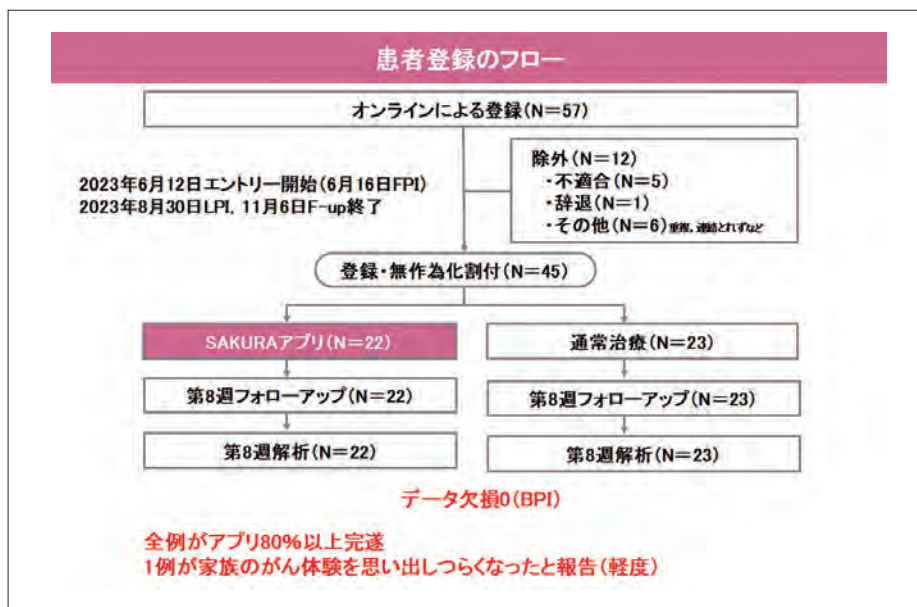 患者登録のフロー
オンラインによる登録(N=57)
2023年6月12日エントリー開始(6月16日FPI)
2023年8月30日LPI, 11月6日F-up終了
除外(N=12)
・不適合(N=5)
・辞退(N=1)
・その他(N=6)重複、連絡とれずなど
登録・無作為化割付(N=45)
SAKURAアプリ(N=22)
通常治療(N=23)
第8週フォローアップ(N=22)
第8週フォローアップ(N=23)
第8週解析(N=22)
第8週解析(N=23)
データ欠損0(BPI)
全例がアプリ80%以上完遂
1例が家族のがん体験を思い出しつらくなったと報告(軽度)